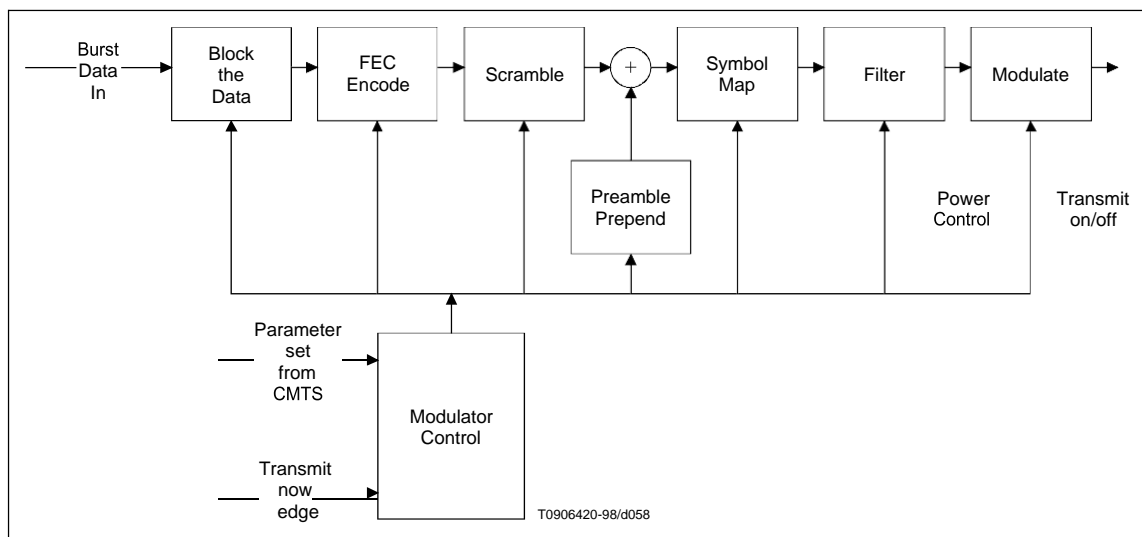 Burst
Data
In
Block
the
Data
FEC
Encode
Scramble
+
Symbol
Map
Filter
Modulate
Preamble
Prepend
Power
Control
Transmit
on/off
Parameter
set
from
CMTS
Modulator
Control
Transmit
now
edge
T0906420-98/d058